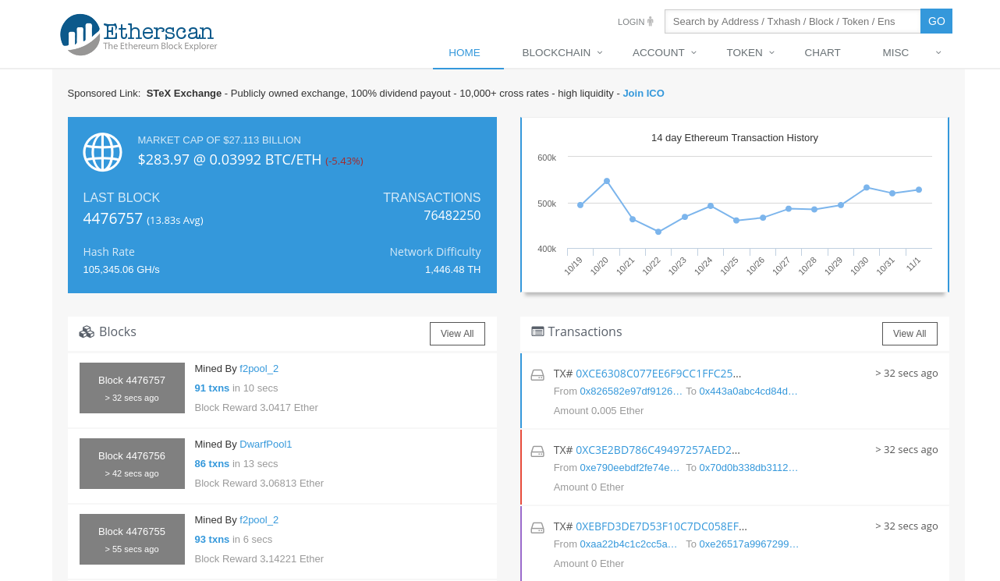 Etherscan
The Ethereum Block Explorer
LOGIN
Search by Address / Txhash / Block / Token / Ens
GO
HOME
BLOCKCHAIN
ACCOUNT
TOKEN
CHART
MISC
Sponsored Link: STeX Exchange - Publicly owned exchange, 100% dividend payout - 10,000+ cross rates - high liquidity - Join ICO
MARKET CAP OF $27.113 BILLION
$283.97 @ 0.03992 BTC/ETH (-5.43%)
LAST BLOCK
4476757 (13.83s Avg)
TRANSACTIONS
76482250
Hash Rate
105,345.06 GH/s
Network Difficulty
1,446.48 TH
14 day Ethereum Transaction History
600k
500k
400k
10/19
10/20
10/21
10/22
10/23
10/24
10/25
10/26
10/27
10/28
10/29
10/30
10/31
11/1
Blocks
View All
Block 4476757
> 32 secs ago
Mined By f2pool_2
91 txns in 10 secs
Block Reward 3.0417 Ether
Block 4476756
> 42 secs ago
Mined By DwarfPool1
86 txns in 13 secs
Block Reward 3.06813 Ether
Block 4476755
> 55 secs ago
Mined By f2pool_2
93 txns in 6 secs
Block Reward 3.14221 Ether
Transactions
View All
TX# 0XCE6308C077EE6F9CC1FFC25...
> 32 secs ago
From 0x826582e97df9126... To 0x443a0abc4cd84d...
Amount 0.005 Ether
TX# 0XC3E2BD786C49497257AED2...
> 32 secs ago
From 0xe790eebdf2fe74e... To 0x70d0b338db3112...
Amount 0 Ether
TX# 0XEBFD3DE7D53F10C7DC058EF...
> 32 secs ago
From 0xaa22b4c1c2cc5a... To 0xe26517a9967299...
Amount 0 Ether